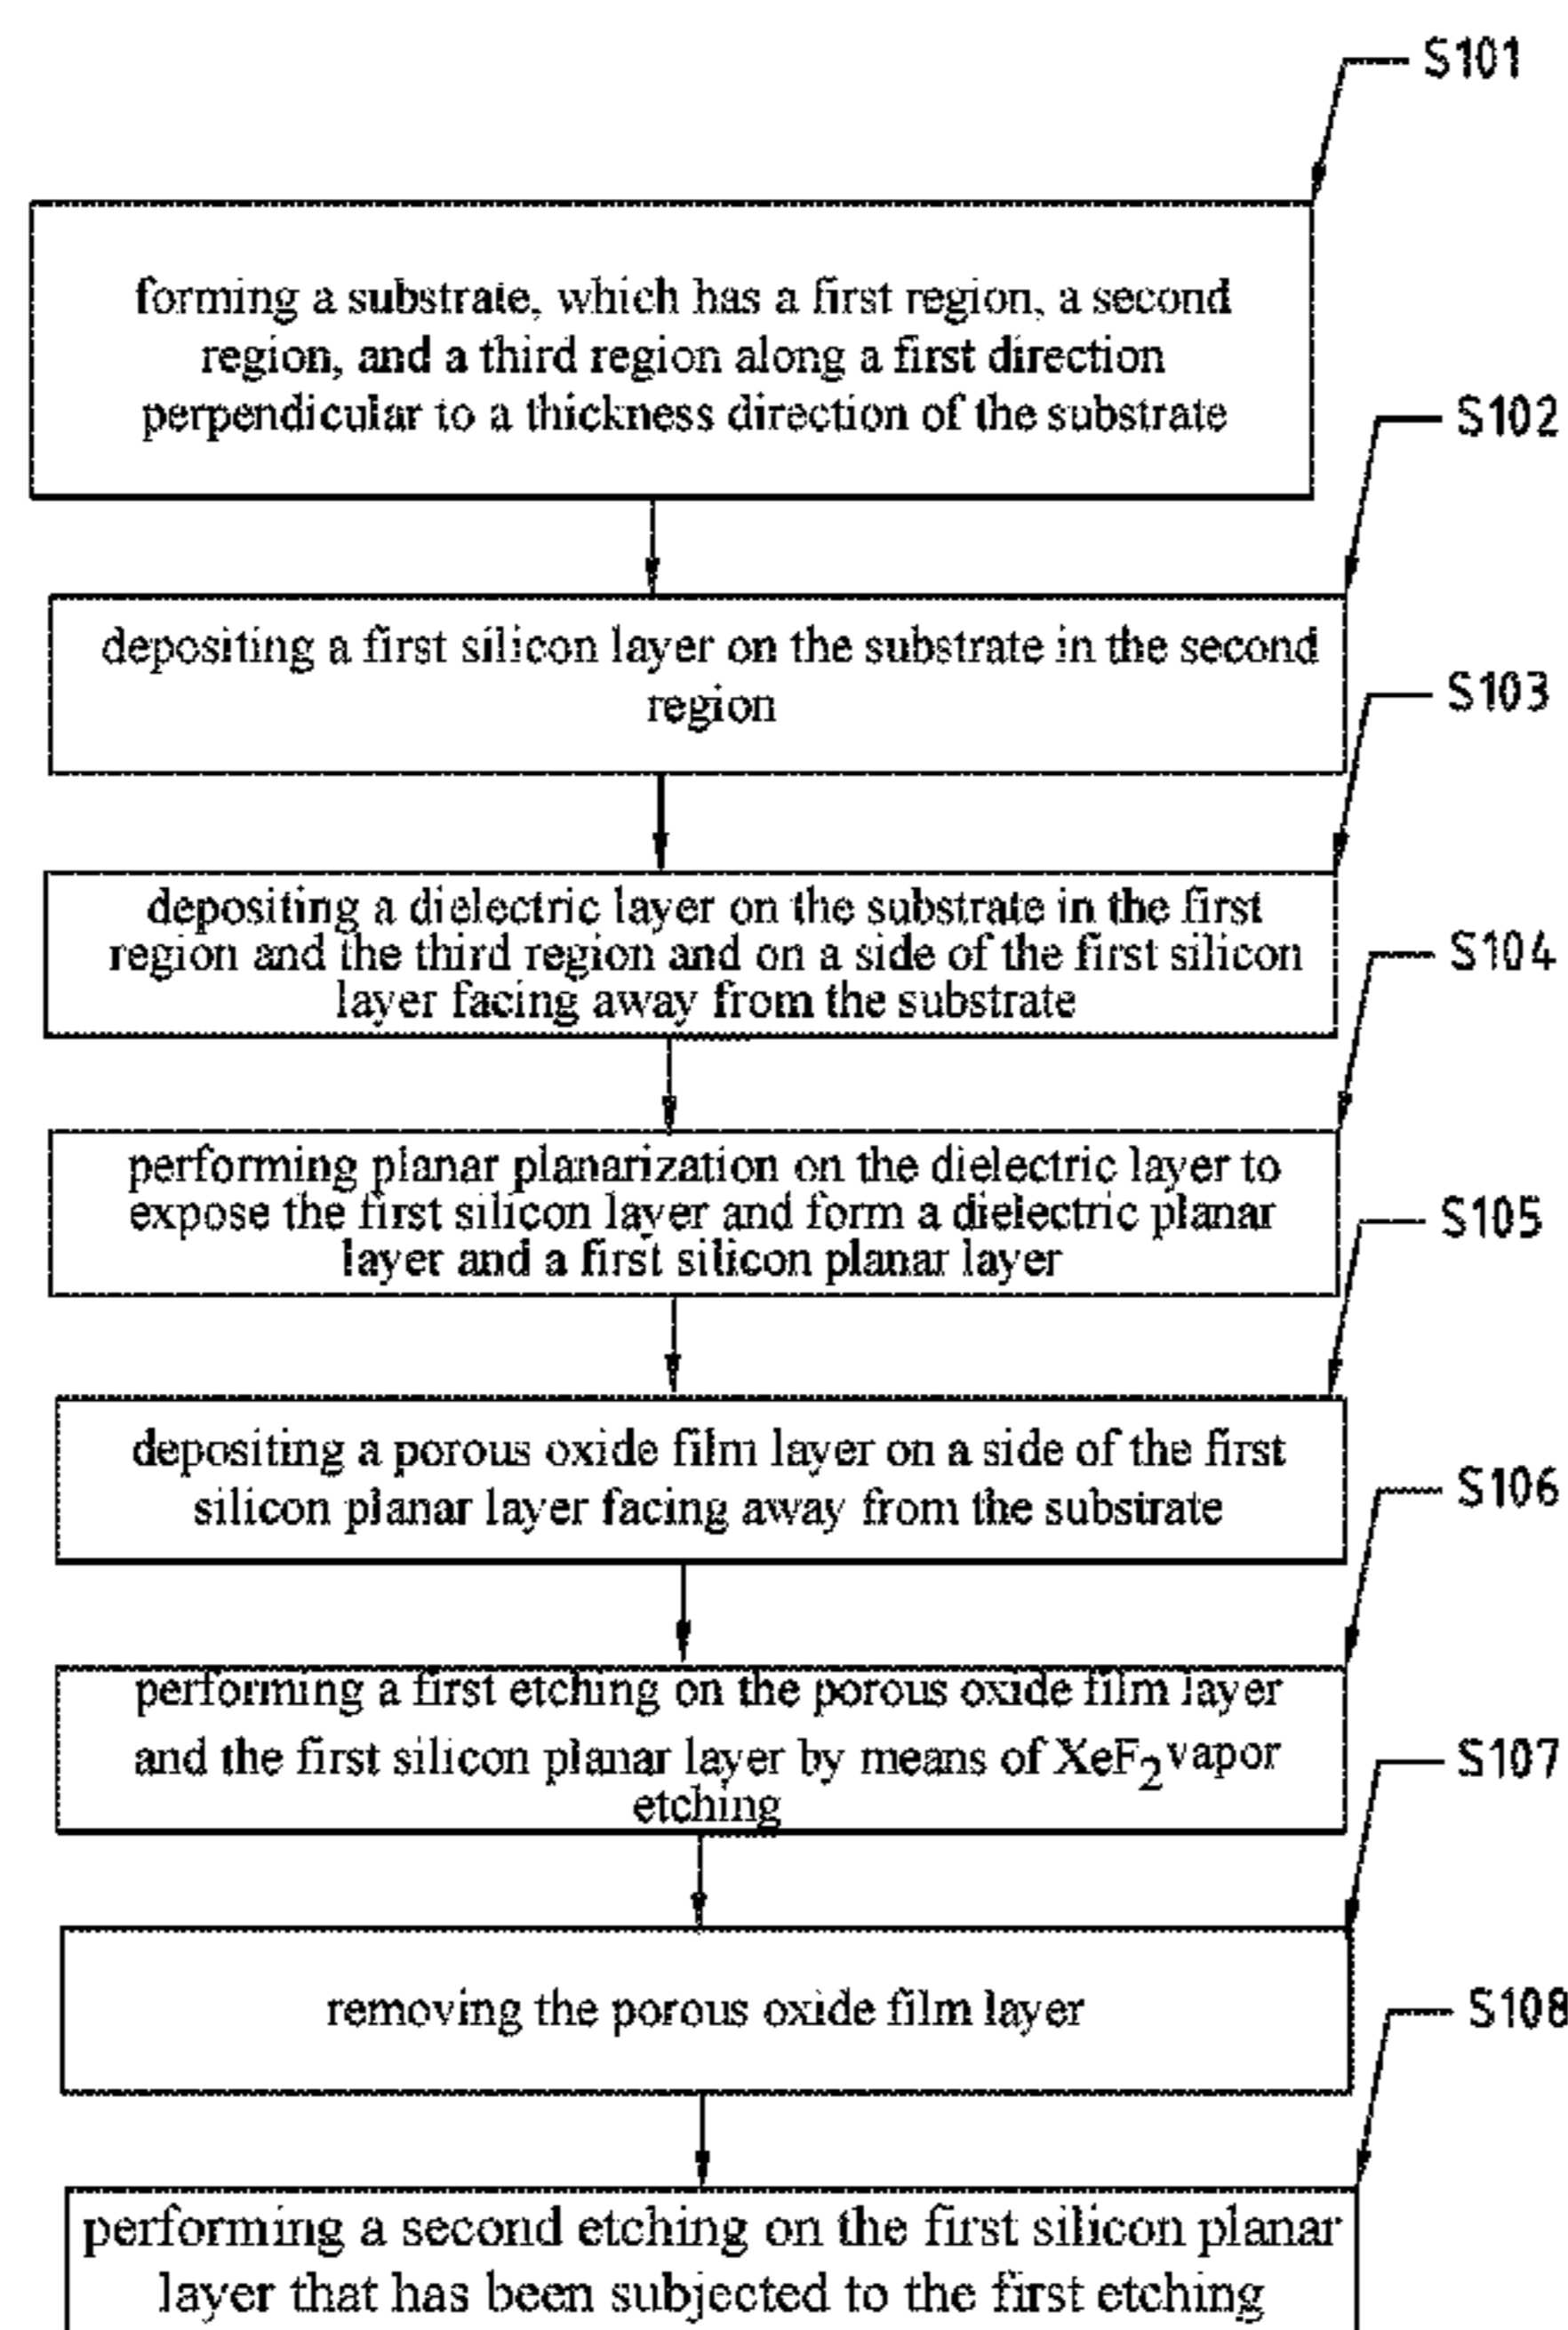 S101
forming a substrate, which has a first region, a second
region, and a third region along a first direction
perpendicular to a thickness direction of the substrate
S102
depositing a first silicon layer on the substrate in the second
region
S103
depositing a dielectric layer on the substrate in the first
region and the third region and on a side of the first silicon
layer facing away from the substrate
S104
performing planar planarization on the dielectric layer to
expose the first silicon layer and form a dielectric planar
layer and a first silicon planar layer
S105
depositing a porous oxide film layer on a side of the first
silicon planar layer facing away from the substrate
S106
performing a first etching on the porous oxide film layer
and the first silicon planar layer by means of XeF₂ vapor
etching
S107
removing the porous oxide film layer
S108
performing a second etching on the first silicon planar
layer that has been subjected to the first etching